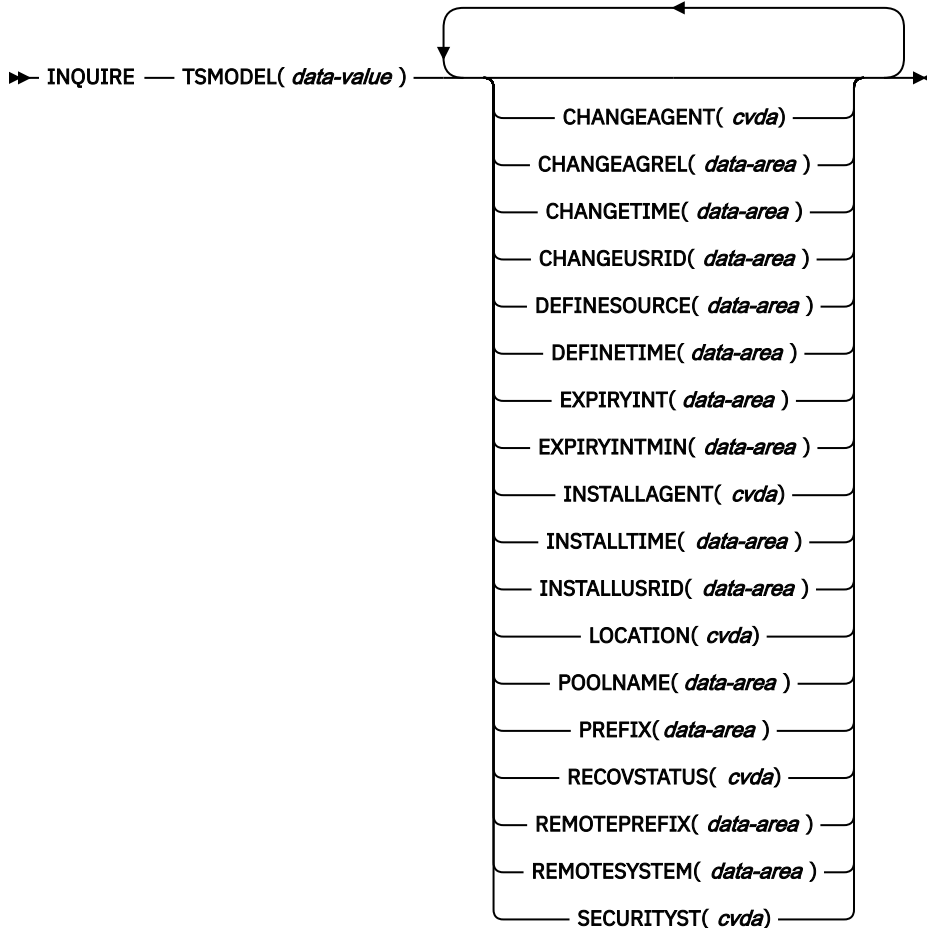 INQUIRE TSMODEL( data-value )
CHANGEAGENT( cvda)
CHANGEAGREL( data-area )
CHANGETIME( data-area )
CHANGEUSRID( data-area )
DEFINESOURCE( data-area )
DEFINETIME( data-area )
EXPIRYINT( data-area )
EXPIRYINTMIN( data-area )
INSTALLAGENT( cvda)
INSTALLTIME( data-area )
INSTALLUSRID( data-area )
LOCATION( cvda)
POOLNAME( data-area )
PREFIX( data-area )
RECOVSTATUS( cvda)
REMOTEPREFIX( data-area )
REMOTESYSTEM( data-area )
SECURITYST( cvda)